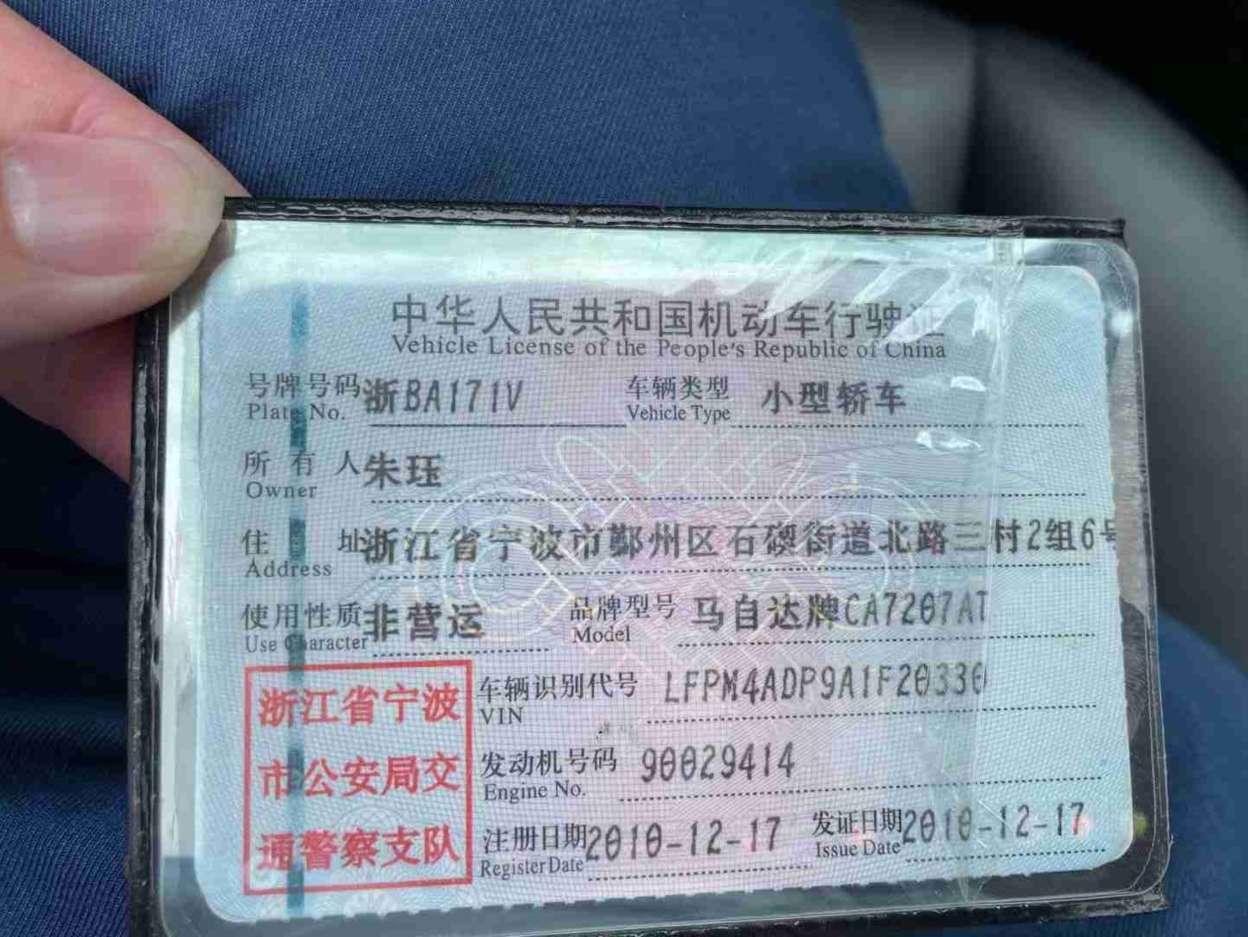 中华人民共和国机动车行驶证
Vehicle License of the People's Republic of China
号牌号码 浙BA171V 车辆类型 小型轿车
Plate No. Vehicle Type
所有人 朱珏
Owner
住址 浙江省宁波市鄞州区石碶街道北路三村2组6号
Address
使用性质 非营运 品牌型号 马自达牌CA7207AT
Use Character Model
浙江省宁波
市公安局交
通警察支队
车辆识别代号 LFPM4ADP9A1F20330
VIN
发动机号码 90029414
Engine No.
注册日期 2010-12-17 发证日期 2010-12-17
Register Date Issue Date